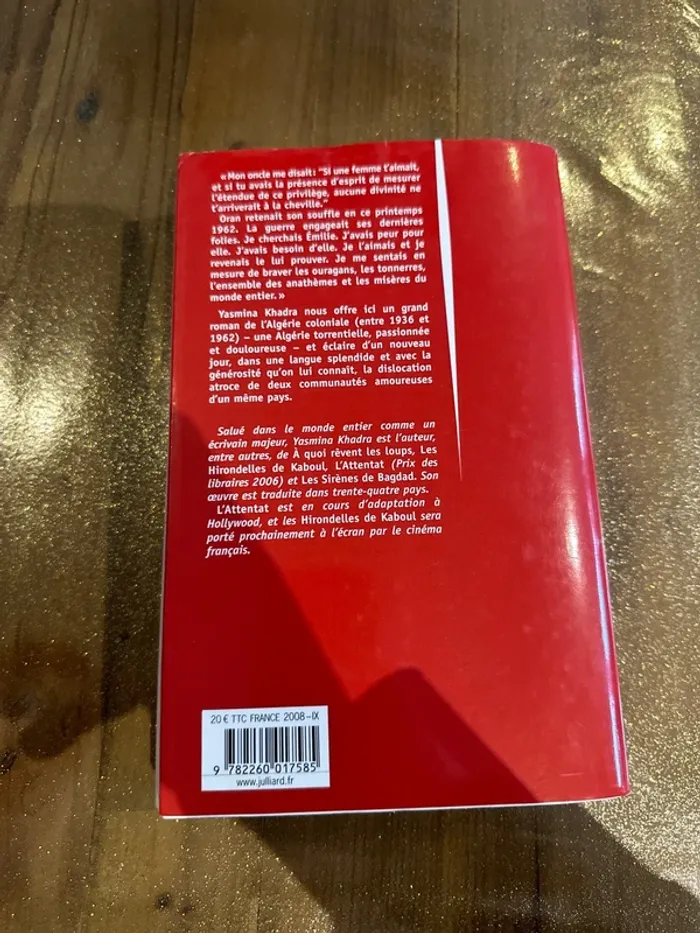 « Mon oncle me disait : “Si une femme t’aimait,
et si tu avais la présence d’esprit de mesurer
l’étendue de ce privilège, aucune divinité ne
t’arriverait à la cheville.”
Oran retenait son souffle en ce printemps
1962. La guerre engageait ses dernières
folies. Je cherchais Émilie. J’avais peur pour
elle. J’avais besoin d’elle. Je l’aimais et je
revenais le lui prouver. Je me sentais en
mesure de braver les ouragans, les tonnerres,
l’ensemble des anathèmes et les misères du
monde entier. »
Yasmina Khadra nous offre ici un grand
roman de l’Algérie coloniale (entre 1936 et
1962) – une Algérie torrentielle, passionnée
et douloureuse – et éclaire d’un nouveau
jour, dans une langue splendide et avec la
générosité qu’on lui connaît, la dislocation
atroce de deux communautés amoureuses
d’un même pays.
Salué dans le monde entier comme un
écrivain majeur, Yasmina Khadra est l’auteur,
entre autres, de À quoi rêvent les loups, Les
Hirondelles de Kaboul, L’Attentat (Prix des
libraires 2006) et Les Sirènes de Bagdad. Son
œuvre est traduite dans trente-quatre pays.
L’Attentat est en cours d’adaptation à
Hollywood, et les Hirondelles de Kaboul sera
porté prochainement à l’écran par le cinéma
français.
20 € TTC FRANCE 2008-IX
9 782260 017585
www.julliard.fr